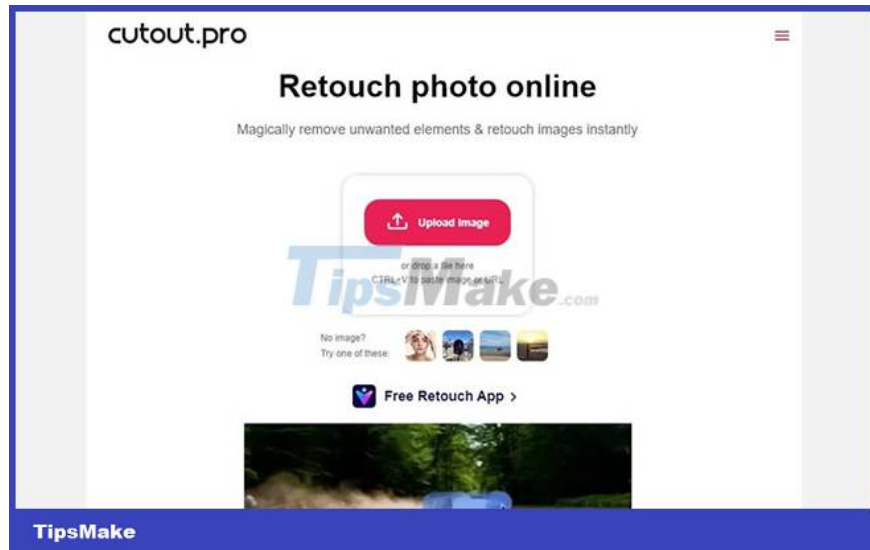 cutout.pro
Retouch photo online
Magically remove unwanted elements & retouch images instantly
Upload Image
or drop a file here
CTRL+V to paste image or URL
TipsMake.com
No image?
Try one of these:
Free Retouch App >
TipsMake